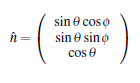 n̂ = ( sin θ cos ϕ
sin θ sin ϕ
cos θ )